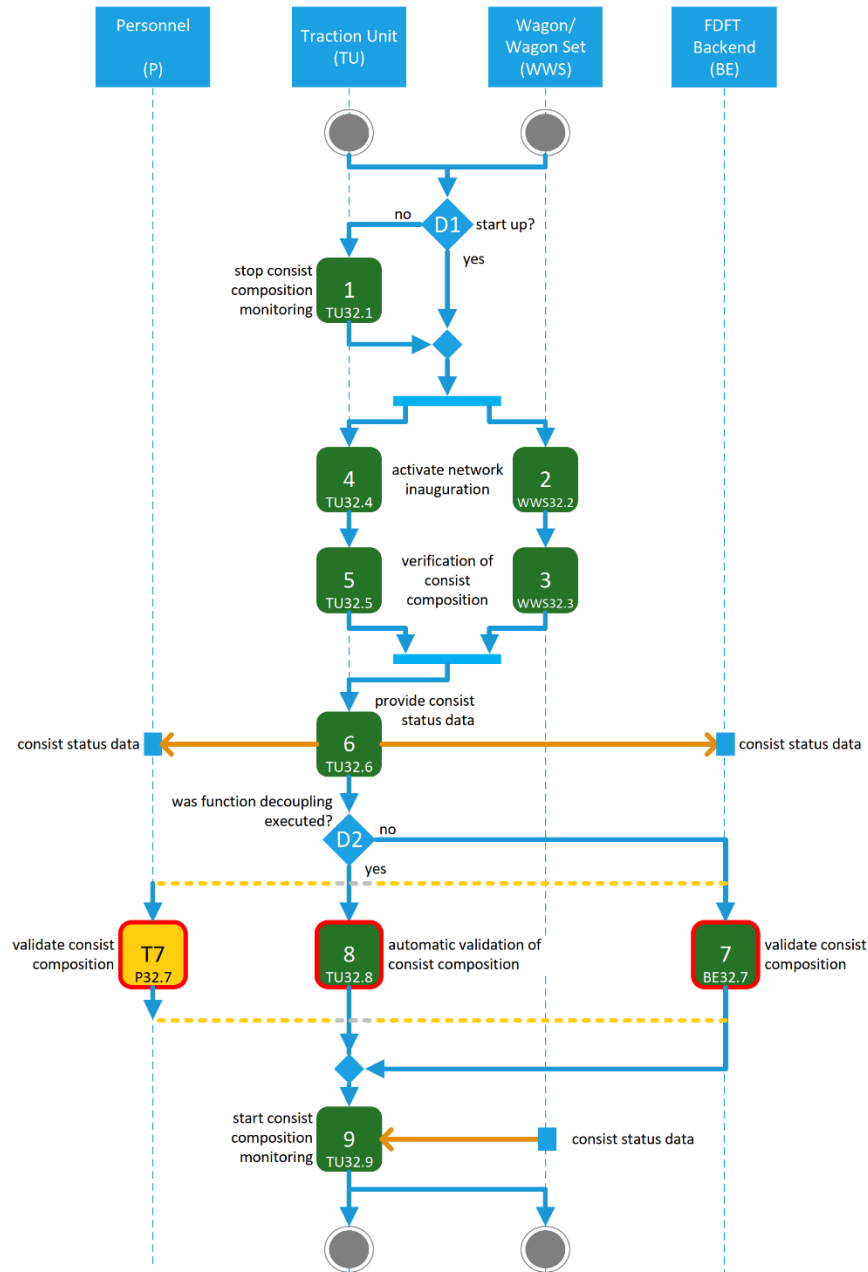 Personnel
(P)
Traction Unit
(TU)
Wagon/
Wagon Set
(WWS)
FDFT
Backend
(BE)
D1
no
start up?
yes
stop consist
composition
monitoring
1
TU32.1
4
TU32.4
activate network
inauguration
2
WWS32.2
5
TU32.5
verification of
consist
composition
3
WWS32.3
provide consist
status data
consist status data
6
TU32.6
consist status data
was function decoupling
executed?
D2
no
yes
validate consist
composition
T7
P32.7
8
TU32.8
automatic validation of
consist composition
7
BE32.7
validate consist
composition
start consist
composition
monitoring
9
TU32.9
consist status data